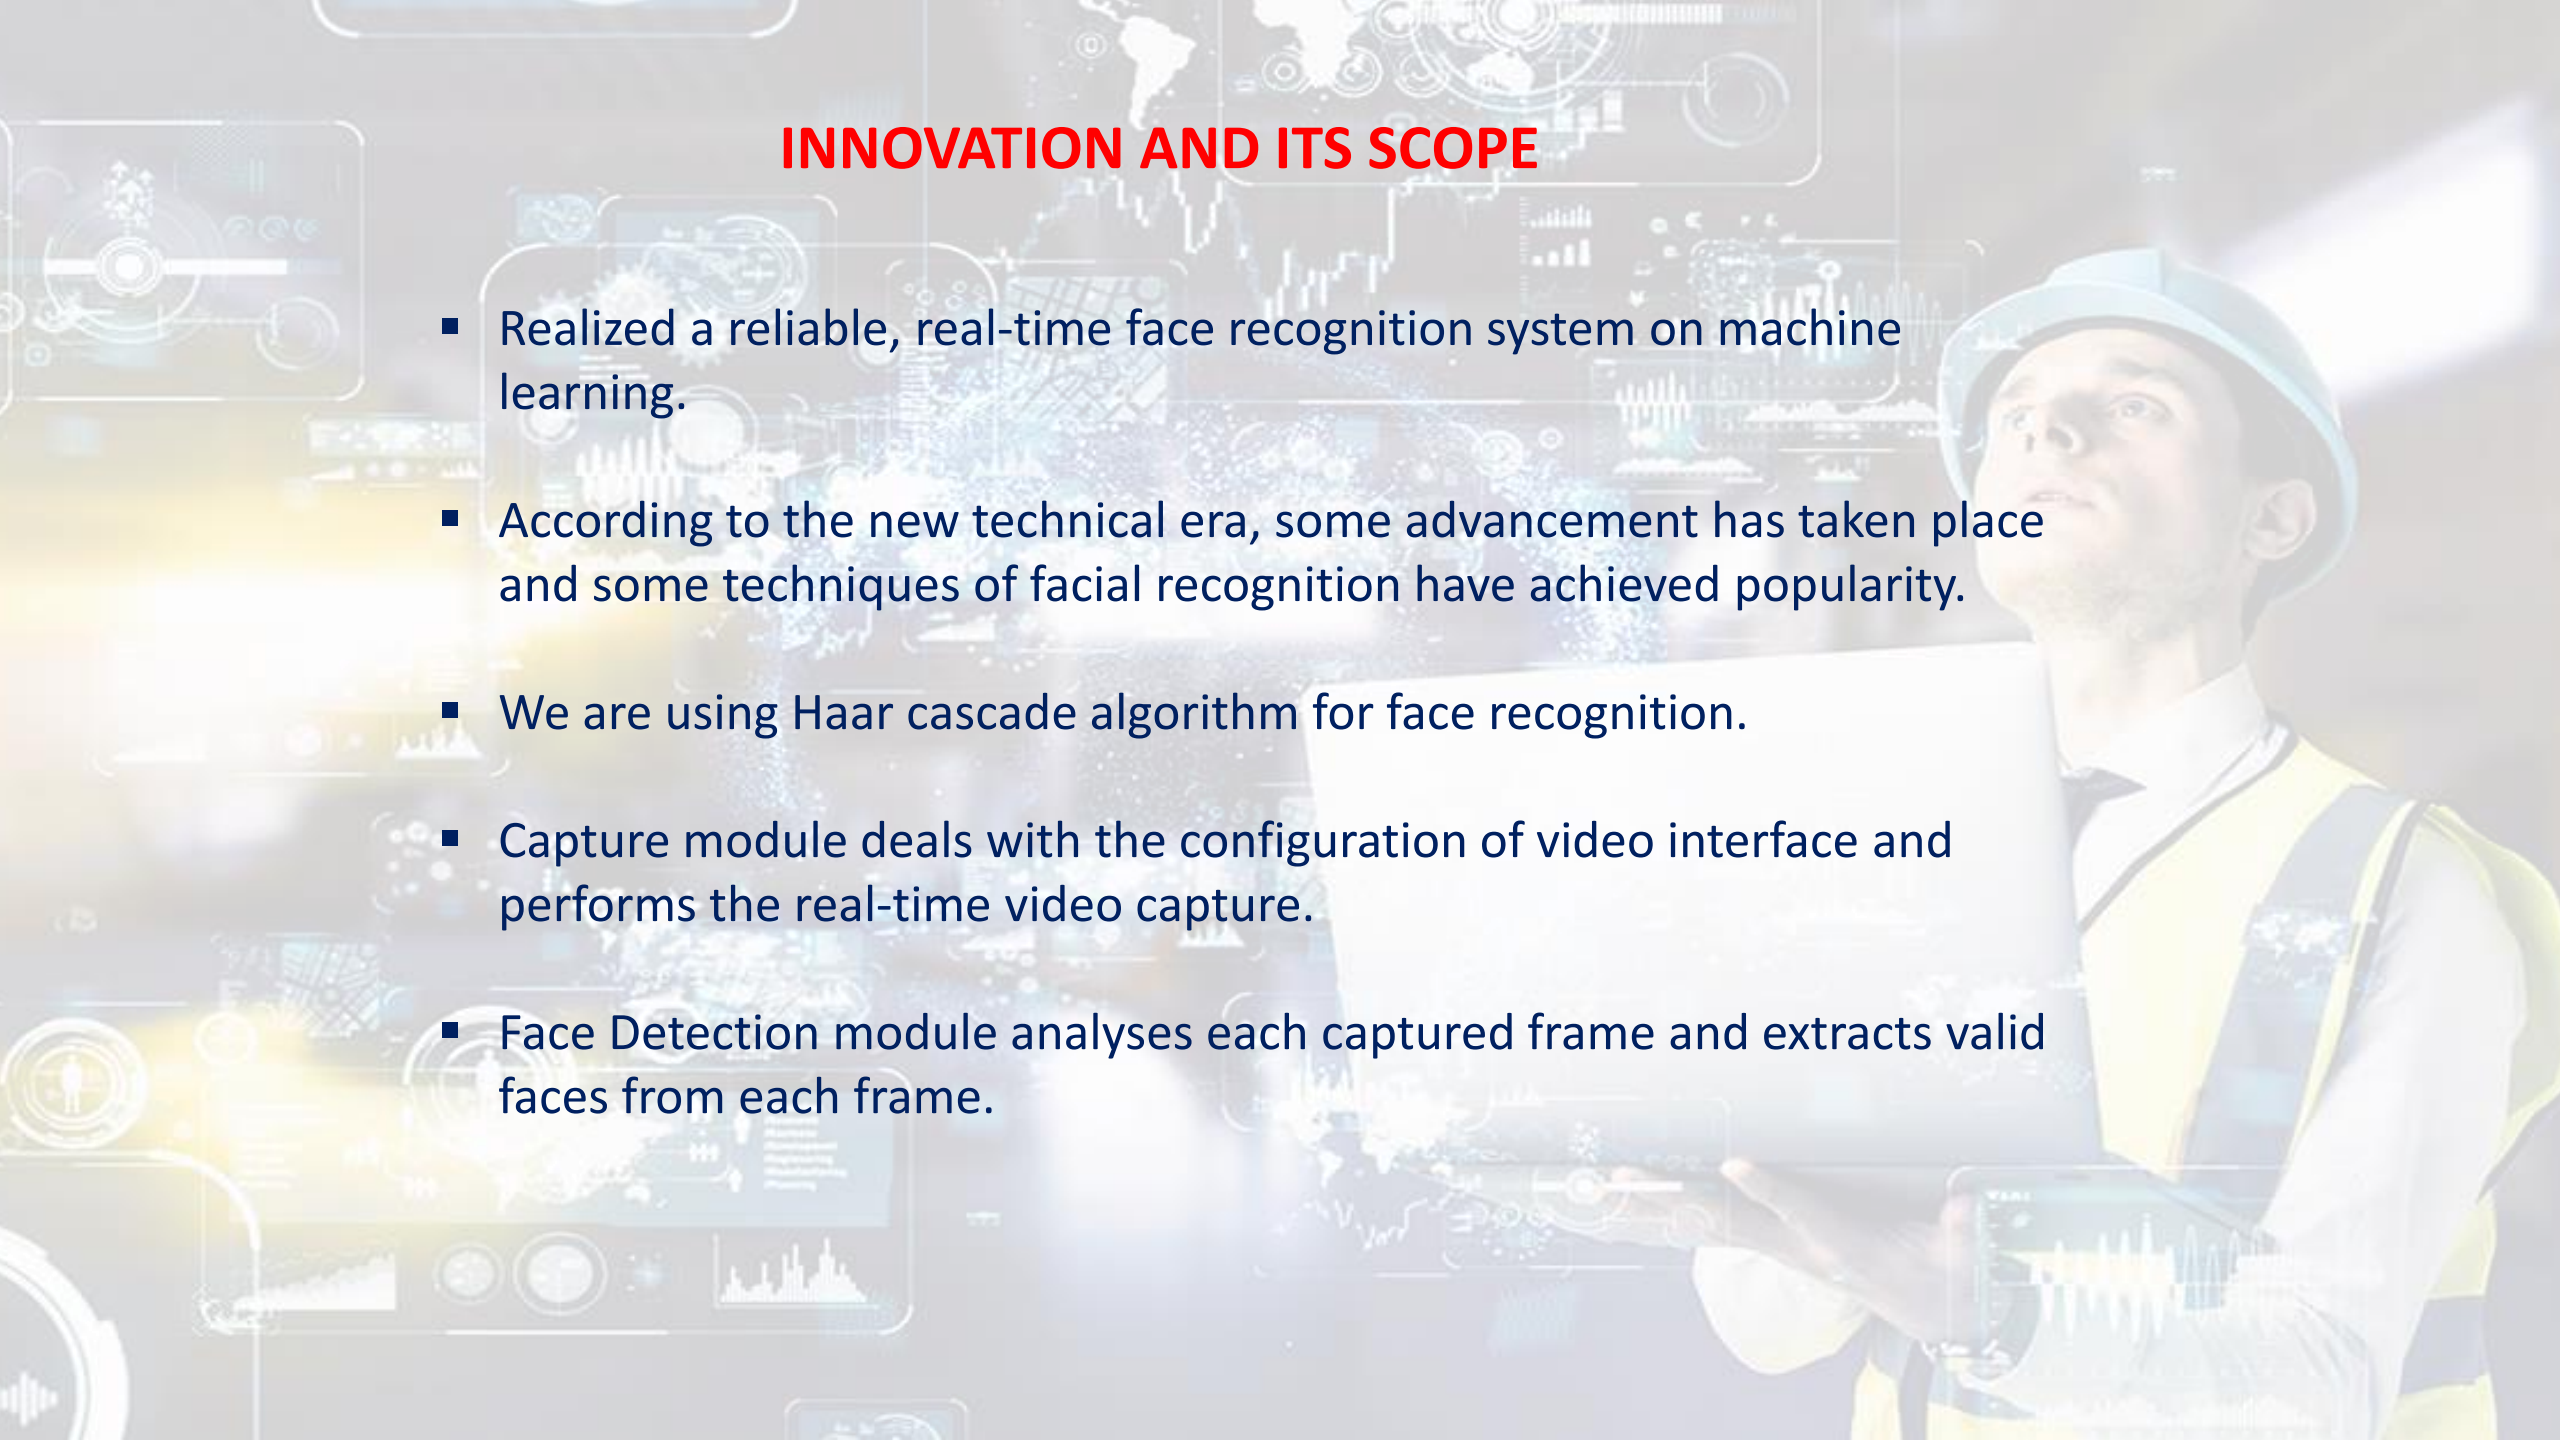 INNOVATION AND ITS SCOPE
▪ Realized a reliable, real-time face recognition system on machine
learning.
▪ According to the new technical era, some advancement has taken place
and some techniques of facial recognition have achieved popularity.
▪ We are using Haar cascade algorithm for face recognition.
▪ Capture module deals with the configuration of video interface and
performs the real-time video capture.
▪ Face Detection module analyses each captured frame and extracts valid
faces from each frame.